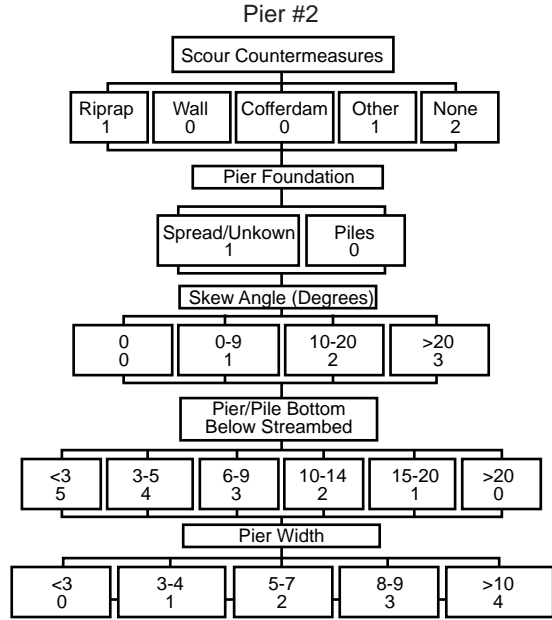 Pier #2
Scour Countermeasures
Riprap Wall Cofferdam Other None
1 0 0 1 2
Pier Foundation
Spread/Unkown Piles
1 0
Skew Angle (Degrees)
0 0-9 10-20 >20
0 1 2 3
Pier/Pile Bottom
Below Streambed
<3 3-5 6-9 10-14 15-20 >20
5 4 3 2 1 0
Pier Width
<3 3-4 5-7 8-9 >10
0 1 2 3 4